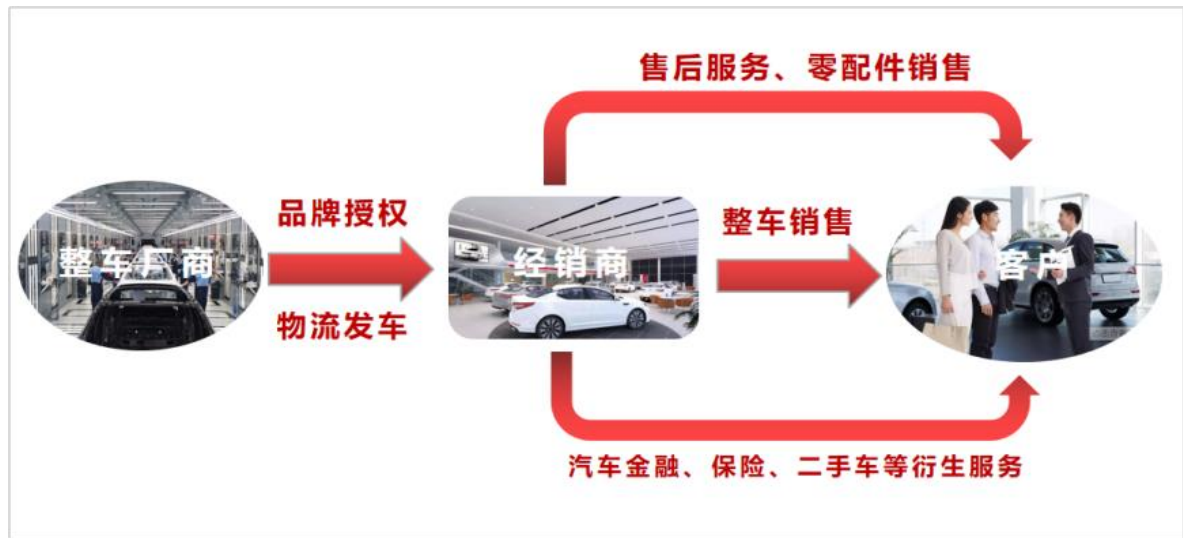 售后服务、零配件销售
品牌授权
整车销售
整车厂商
经销商
客户
物流发车
汽车金融、保险、二手车等衍生服务